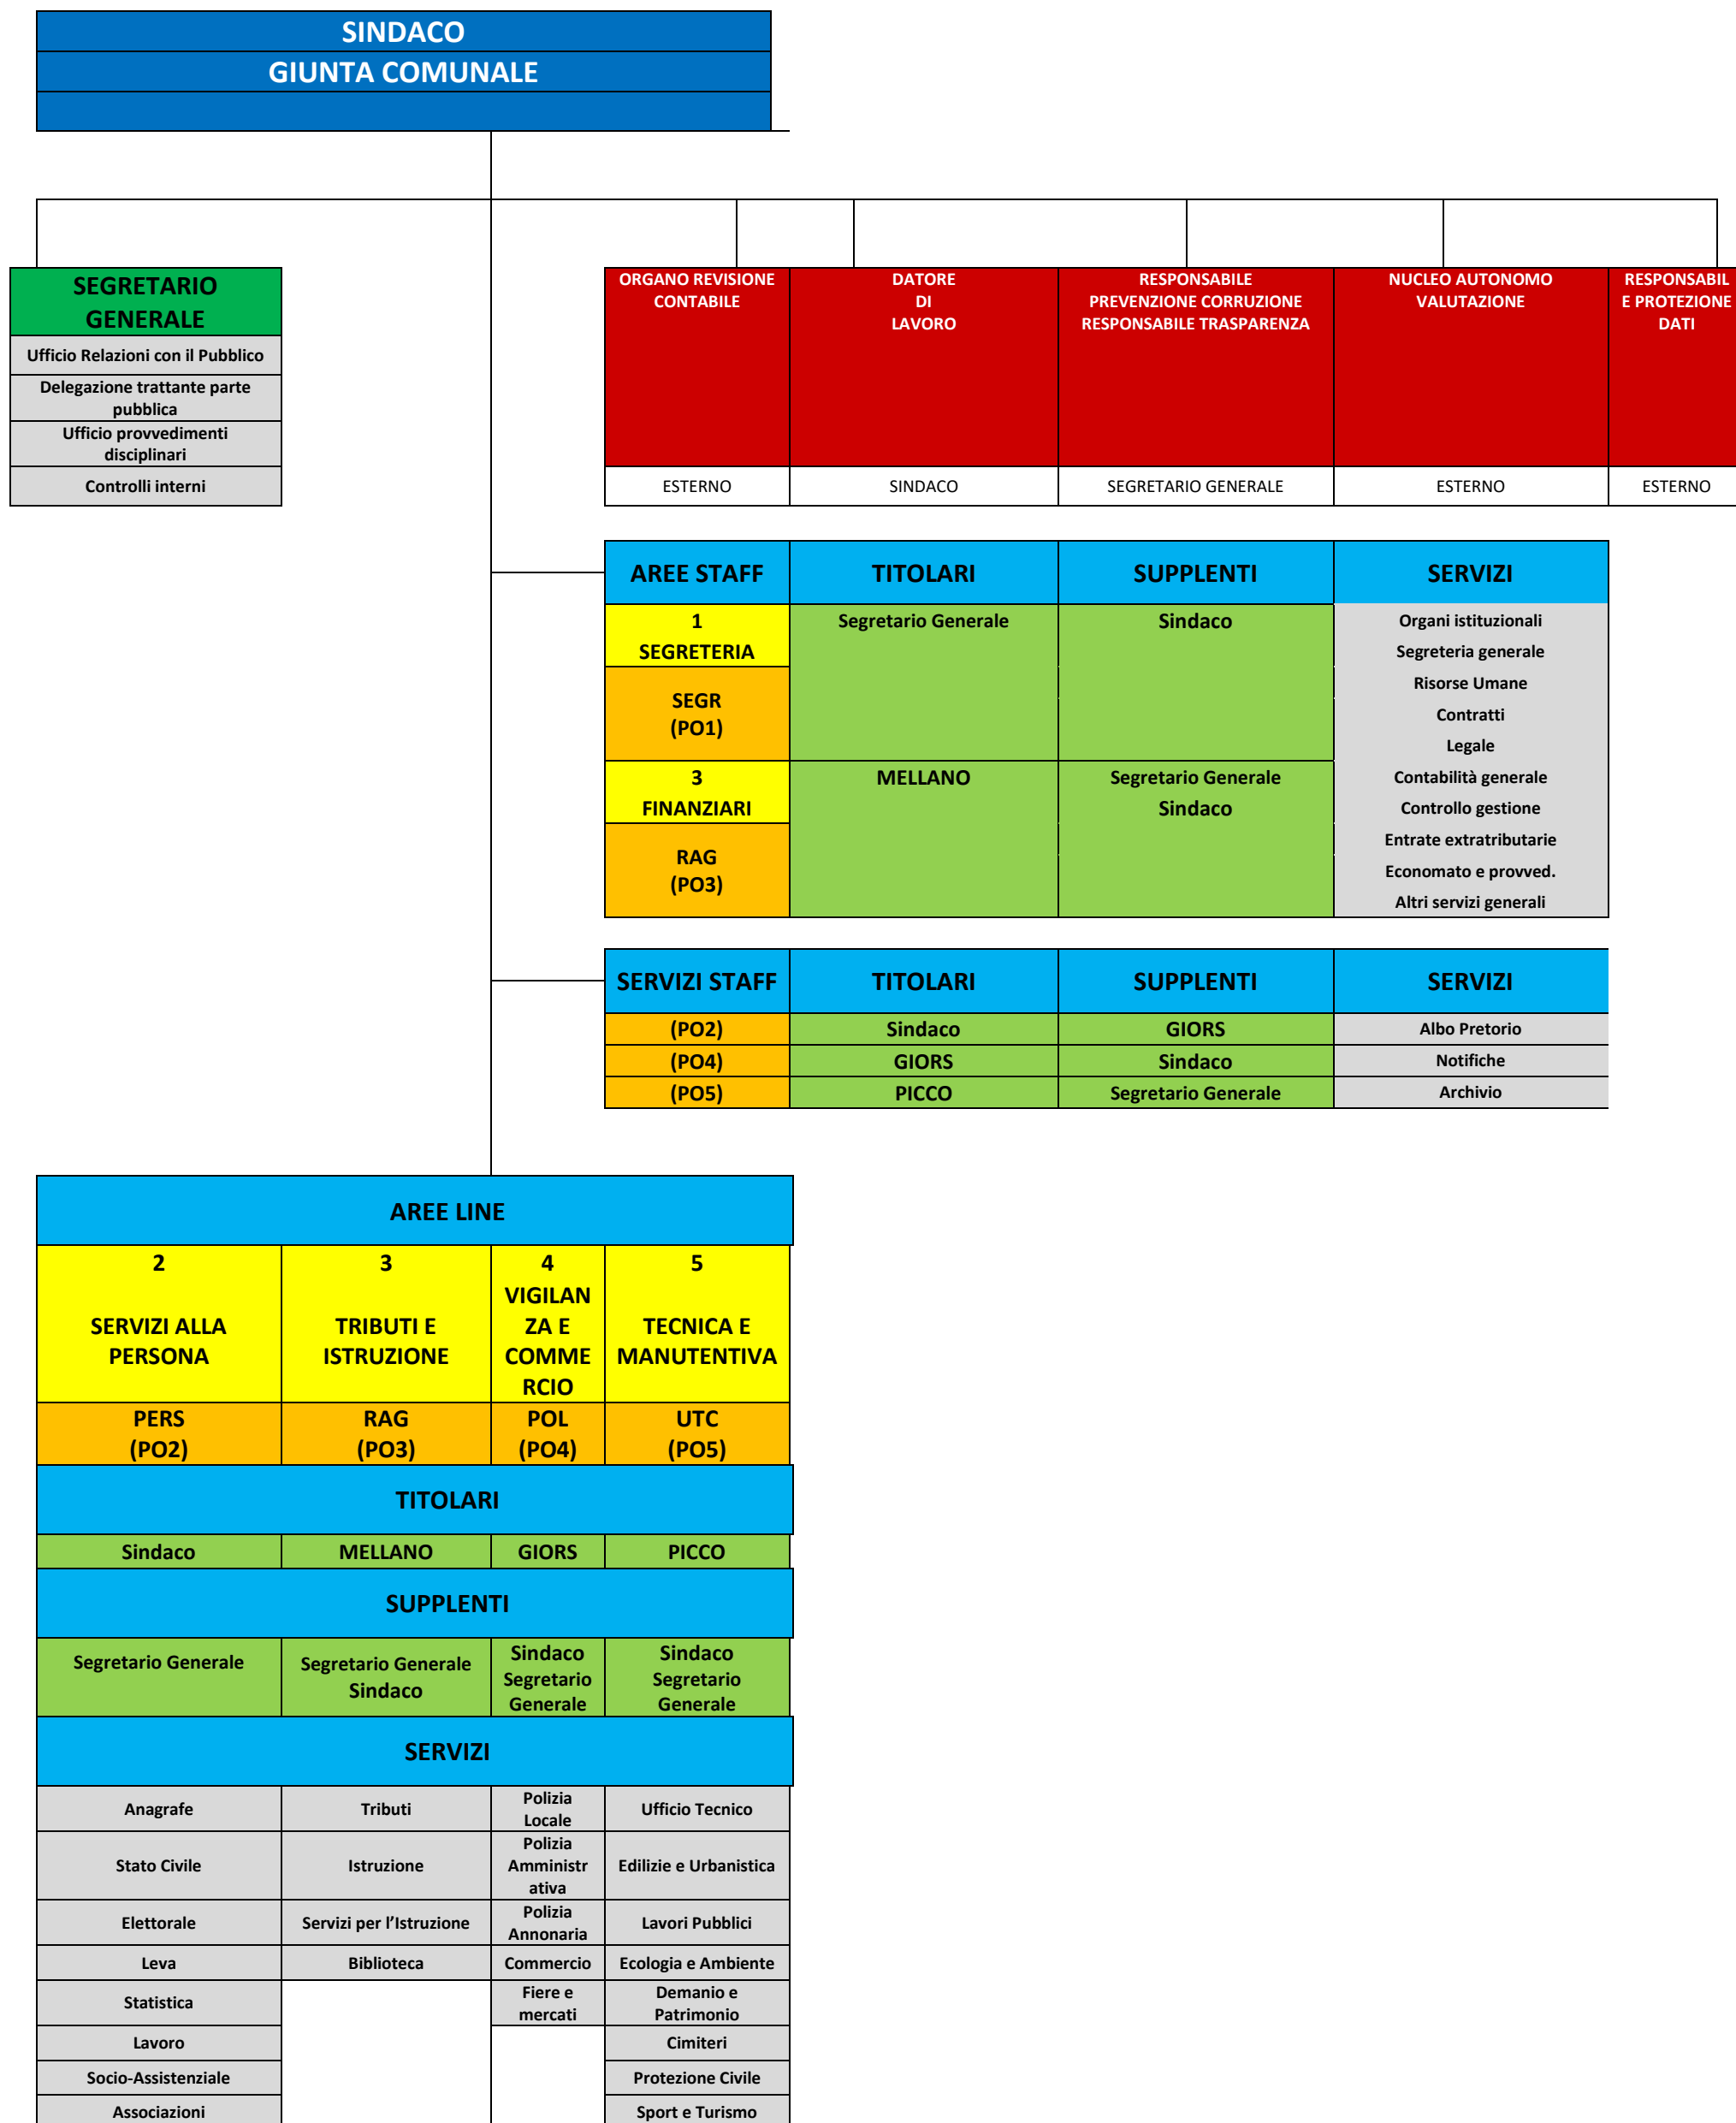 SINDACO
GIUNTA COMUNALE
SEGRETARIO
GENERALE
Ufficio Relazioni con il Pubblico
Delegazione trattante parte
pubblica
Ufficio provvedimenti
disciplinari
Controlli interni
ORGANO REVISIONE
CONTABILE
ESTERNO
DATORE
DI
LAVORO
SINDACO
RESPONSABILE
PREVENZIONE CORRUZIONE
RESPONSABILE TRASPARENZA
SEGRETARIO GENERALE
NUCLEO AUTONOMO
VALUTAZIONE
ESTERNO
RESPONSABIL
E PROTEZIONE
DATI
ESTERNO
AREE STAFF TITOLARI SUPPLENTI SERVIZI
1
SEGRETERIA
SEGR
(PO1)
Segretario Generale
Sindaco
Organi istituzionali
Segreteria generale
Risorse Umane
Contratti
Legale
3
FINANZIARI
RAG
(PO3)
MELLANO
Segretario Generale
Sindaco
Contabilità generale
Controllo gestione
Entrate extratributarie
Economato e provved.
Altri servizi generali
SERVIZI STAFF TITOLARI SUPPLENTI SERVIZI
(PO2) Sindaco GIORS Albo Pretorio
(PO4) GIORS Sindaco Notifiche
(PO5) PICCO Segretario Generale Archivio
AREE LINE
2
SERVIZI ALLA
PERSONA
3
TRIBUTI E
ISTRUZIONE
4
VIGILAN
ZA E
COMME
RCIO
5
TECNICA E
MANUTENTIVA
PERS
(PO2)
RAG
(PO3)
POL
(PO4)
UTC
(PO5)
TITOLARI
Sindaco MELLANO GIORS PICCO
SUPPLENTI
Segretario Generale
Segretario Generale
Sindaco
Sindaco
Segretario
Generale
Sindaco
Segretario
Generale
SERVIZI
Anagrafe
Tributi
Polizia
Locale
Ufficio Tecnico
Stato Civile
Istruzione
Polizia
Amministr
ativa
Edilizie e Urbanistica
Elettorale
Servizi per l'Istruzione
Polizia
Annonaria
Lavori Pubblici
Leva
Biblioteca
Commercio
Ecologia e Ambiente
Statistica
Fiere e
mercati
Demanio e
Patrimonio
Lavoro
Cimiteri
Socio-Assistenziale
Protezione Civile
Associazioni
Sport e Turismo